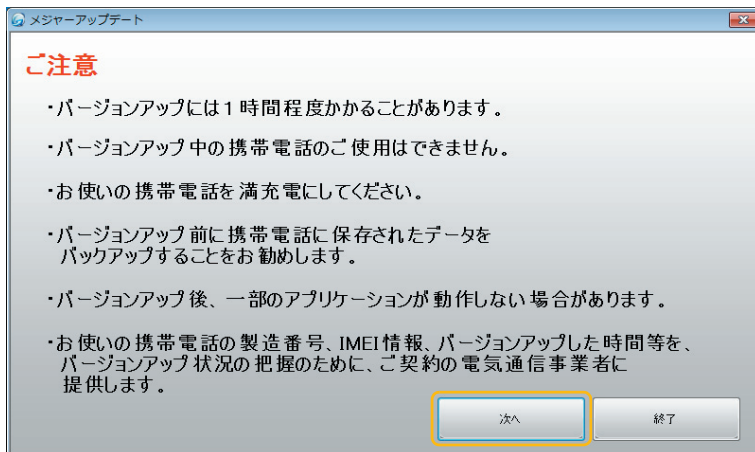 メジャーアップデート
ご注意
・バージョンアップには１時間程度かかることがあります。
・バージョンアップ中の携帯電話のご使用はできません。
・お使いの携帯電話を満充電にしてください。
・バージョンアップ前に携帯電話に保存されたデータを
バックアップすることをお勧めします。
・バージョンアップ後、一部のアプリケーションが動作しない場合があります。
・お使いの携帯電話の製造番号、IMEI情報、バージョンアップした時間等を、
バージョンアップ状況の把握のために、ご契約の電気通信事業者に
提供します。
次へ
終了